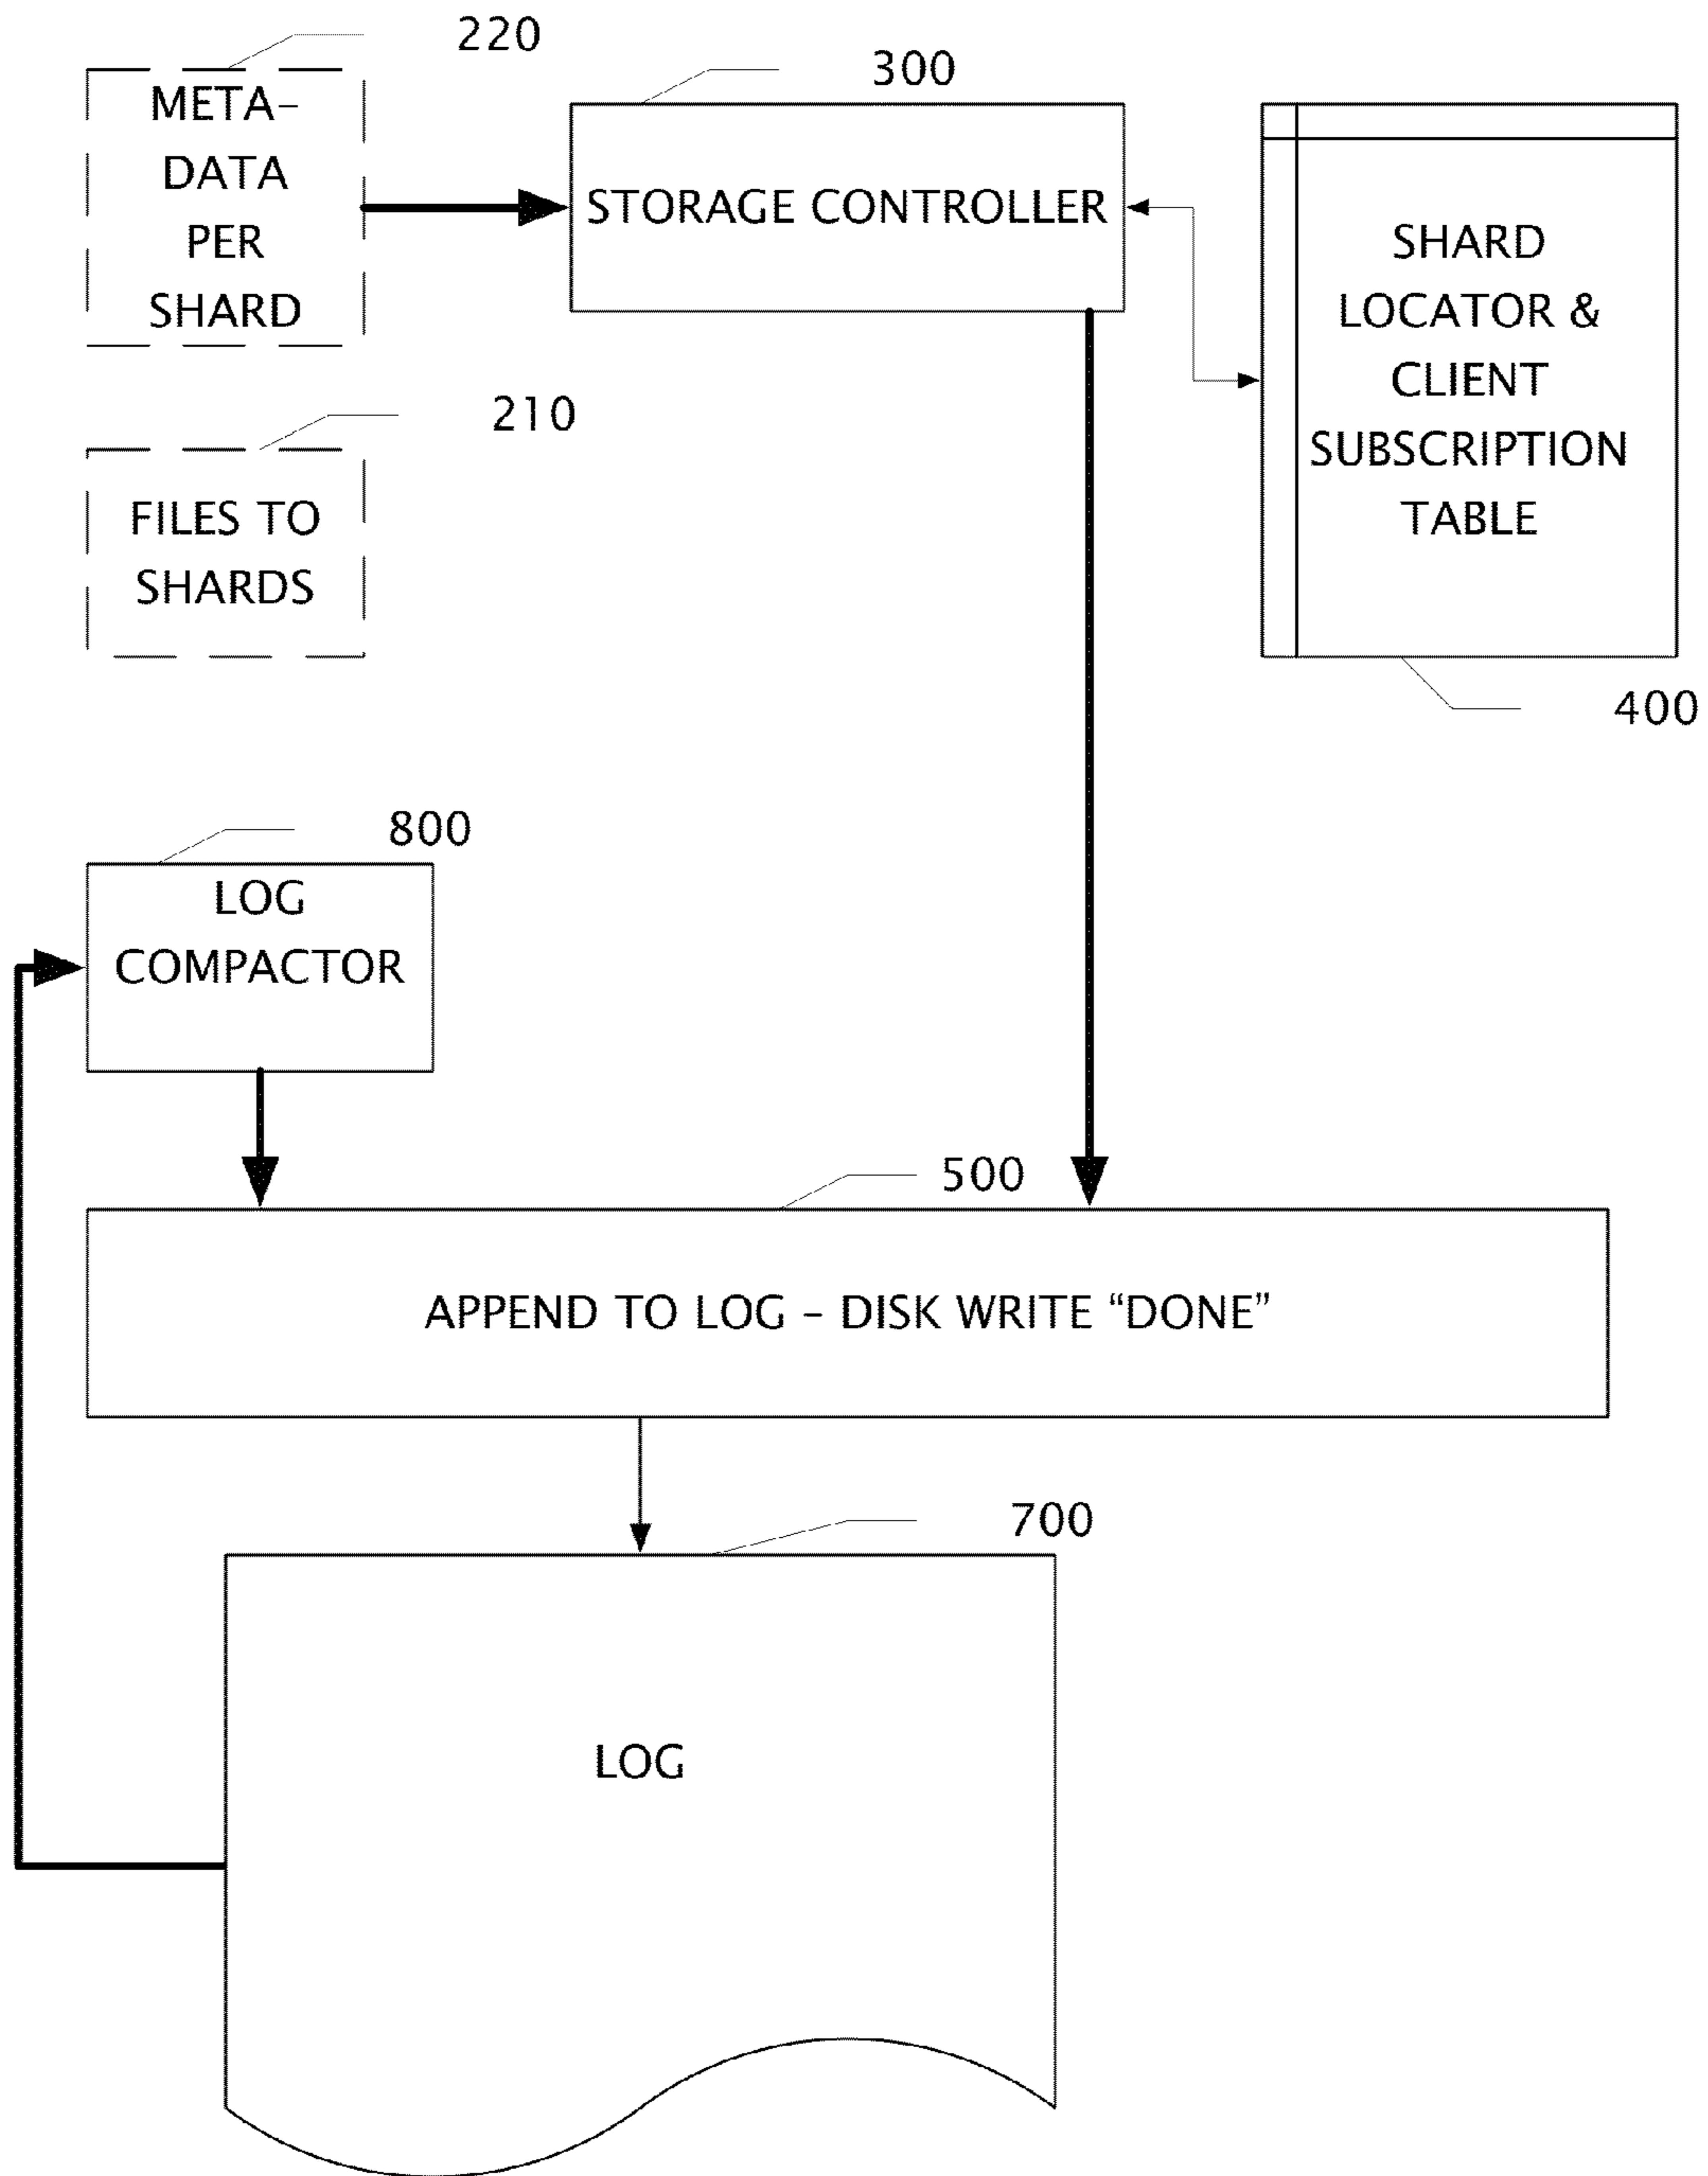 220
META-
DATA
PER
SHARD
300
STORAGE CONTROLLER
SHARD
LOCATOR &
CLIENT
SUBSCRIPTION
TABLE
400
210
FILES TO
SHARDS
800
LOG
COMPACTOR
500
APPEND TO LOG – DISK WRITE “DONE”
700
LOG